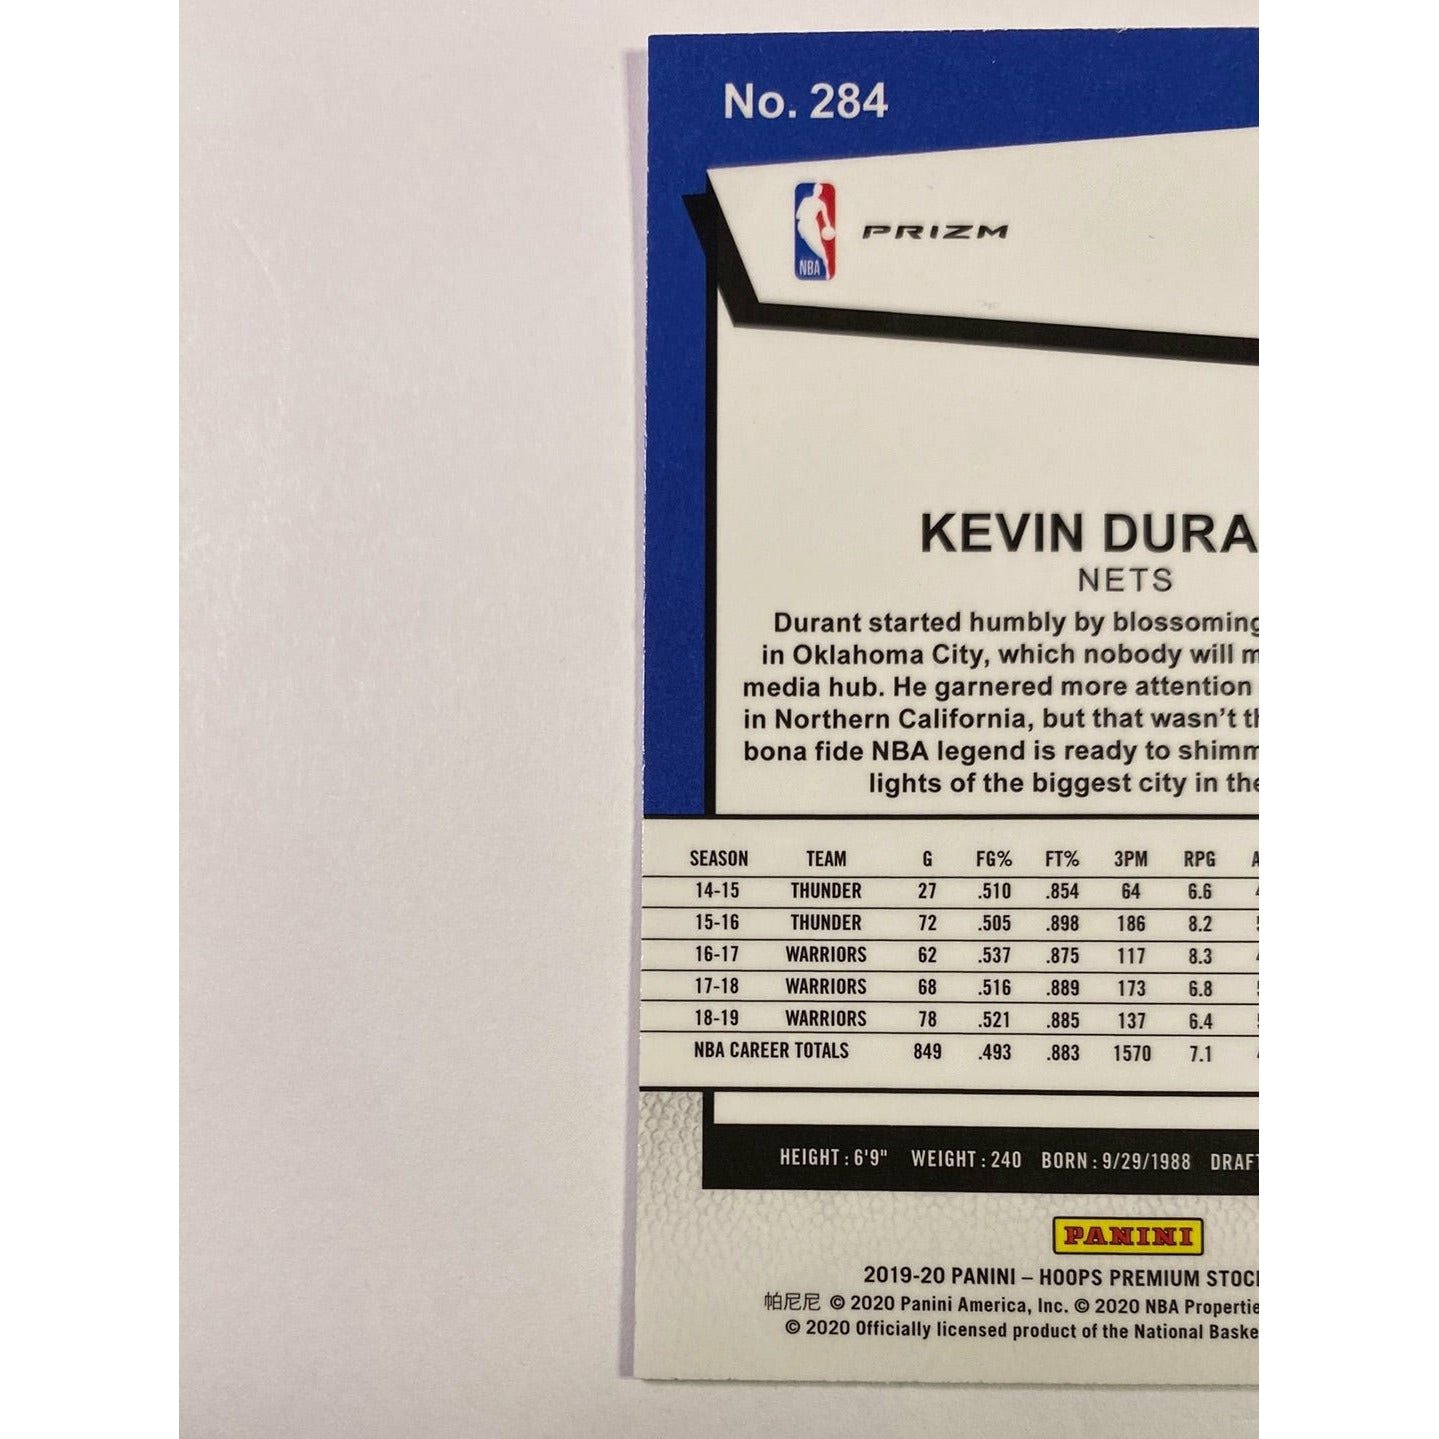 No. 284
NBA PRIZM
KEVIN DURA
NETS
Durant started humbly by blossoming
in Oklahoma City, which nobody will m
media hub. He garnered more attention
in Northern California, but that wasn't th
bona fide NBA legend is ready to shimm
lights of the biggest city in the
SEASON TEAM G FG% FT% 3PM RPG A
14-15 THUNDER 27 .510 .854 64 6.6
15-16 THUNDER 72 .505 .898 186 8.2
16-17 WARRIORS 62 .537 .875 117 8.3
17-18 WARRIORS 68 .516 .889 173 6.8
18-19 WARRIORS 78 .521 .885 137 6.4
NBA CAREER TOTALS 849 .493 .883 1570 7.1
HEIGHT : 6'9" WEIGHT : 240 BORN : 9/29/1988 DRAFT
PANINI
2019-20 PANINI – HOOPS PREMIUM STOC
帕尼尼 © 2020 Panini America, Inc. © 2020 NBA Propertie
© 2020 Officially licensed product of the National Baske